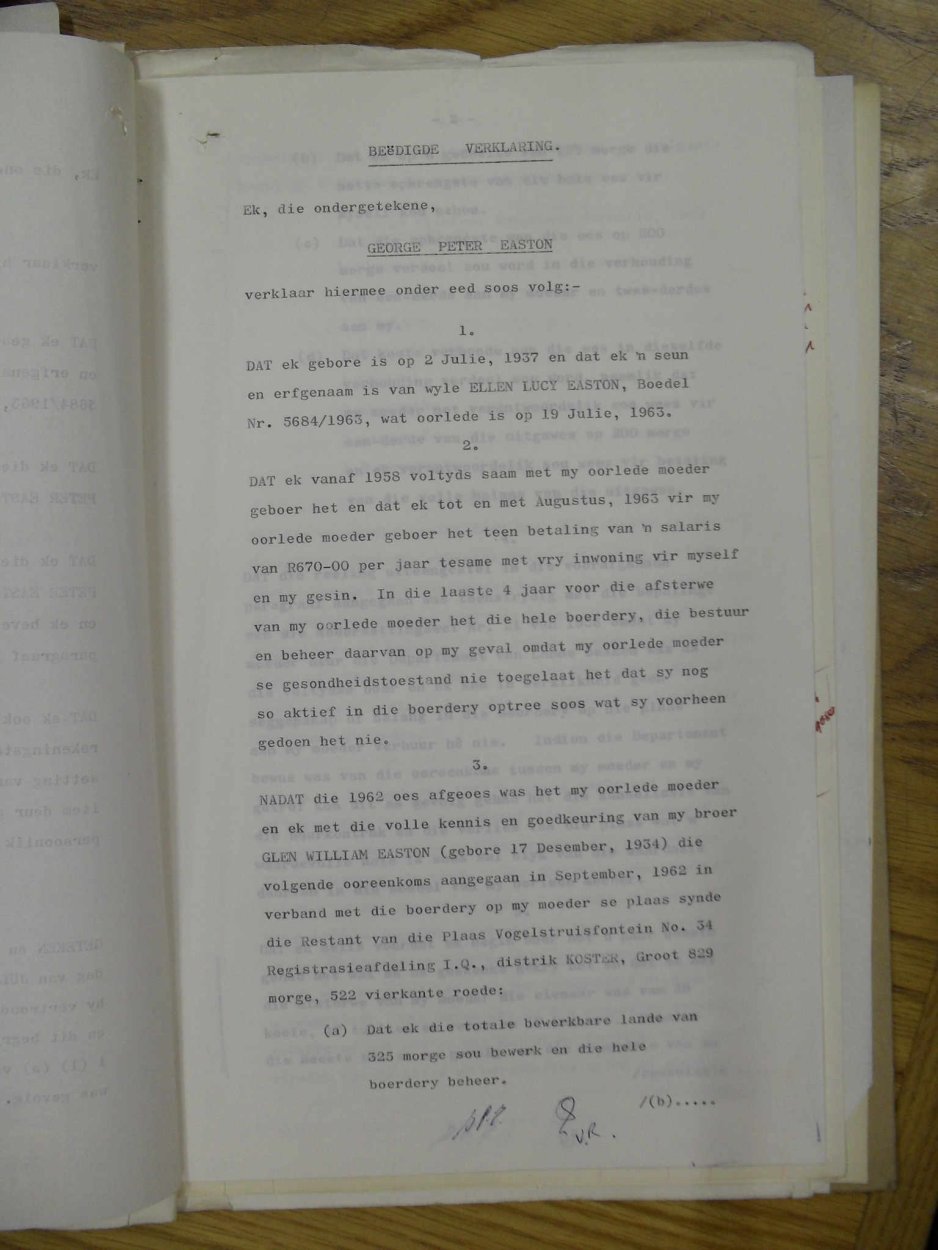 BEËDIGDE VERKLARING.
Ek, die ondergetekene,
GEORGE PETER EASTON
verklaar hiermee onder eed soos volg:-
1.
DAT ek gebore is op 2 Julie, 1937 en dat ek 'n seun
en erfgenaam is van wyle ELLEN LUCY EASTON, Boedel
Nr. 5684/1963, wat oorlede is op 19 Julie, 1963.
2.
DAT ek vanaf 1958 voltyds saam met my oorlede moeder
geboer het en dat ek tot en met Augustus, 1963 vir my
oorlede moeder geboer het teen betaling van 'n salaris
van R670-00 per jaar tesame met vry inwoning vir myself
en my gesin. In die laaste 4 jaar voor die afsterwe
van my oorlede moeder het die hele boerdery, die bestuur
en beheer daarvan op my geval omdat my oorlede moeder
se gesondheidstoestand nie toegelaat het dat sy nog
so aktief in die boerdery optree soos wat sy voorheen
gedoen het nie.
3.
NADAT die 1962 oes afgeoes was het my oorlede moeder
en ek met die volle kennis en goedkeuring van my broer
GLEN WILLIAM EASTON (gebore 17 Desember, 1934) die
volgende ooreenkoms aangegaan in September, 1962 in
verband met die boerdery op my moeder se plaas synde
die Restant van die Plaas Vogelstruisfontein No. 34
Registrasieafdeling I.Q., distrik KOSTER, Groot 829
morge, 522 vierkante roede:
(a) Dat ek die totale bewerkbare lande van
325 morge sou bewerk en die hele
boerdery beheer.
/(b).....
V.R.